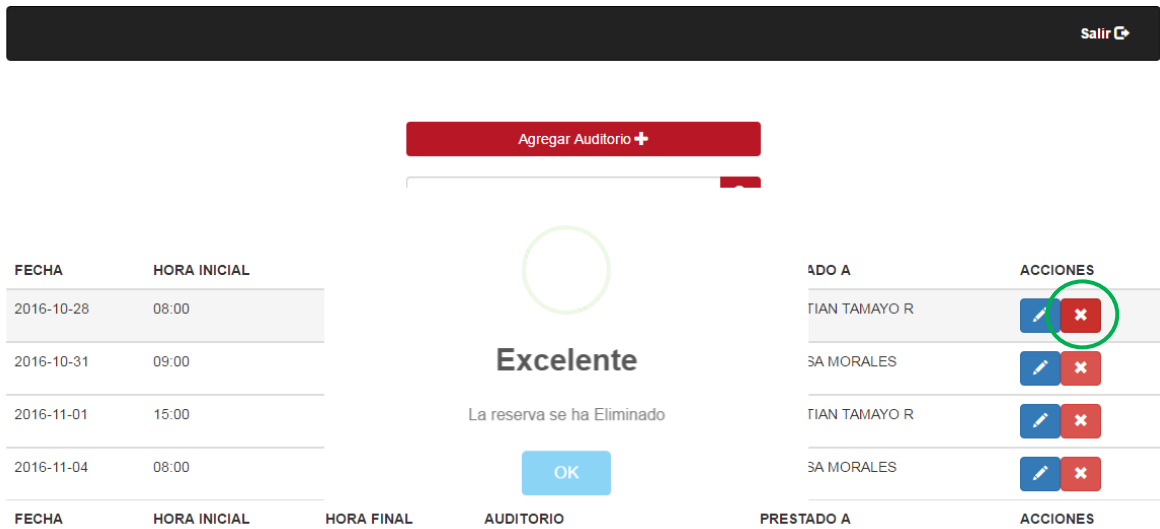 Salir
Agregar Auditorio
FECHA HORA INICIAL ADO A ACCIONES
2016-10-28 08:00 TIAN TAMAYO R
Excelente
2016-10-31 09:00 SA MORALES
La reserva se ha Eliminado
2016-11-01 15:00 TIAN TAMAYO R
OK
2016-11-04 08:00 SA MORALES
FECHA HORA INICIAL HORA FINAL AUDITORIO PRESTADO A ACCIONES